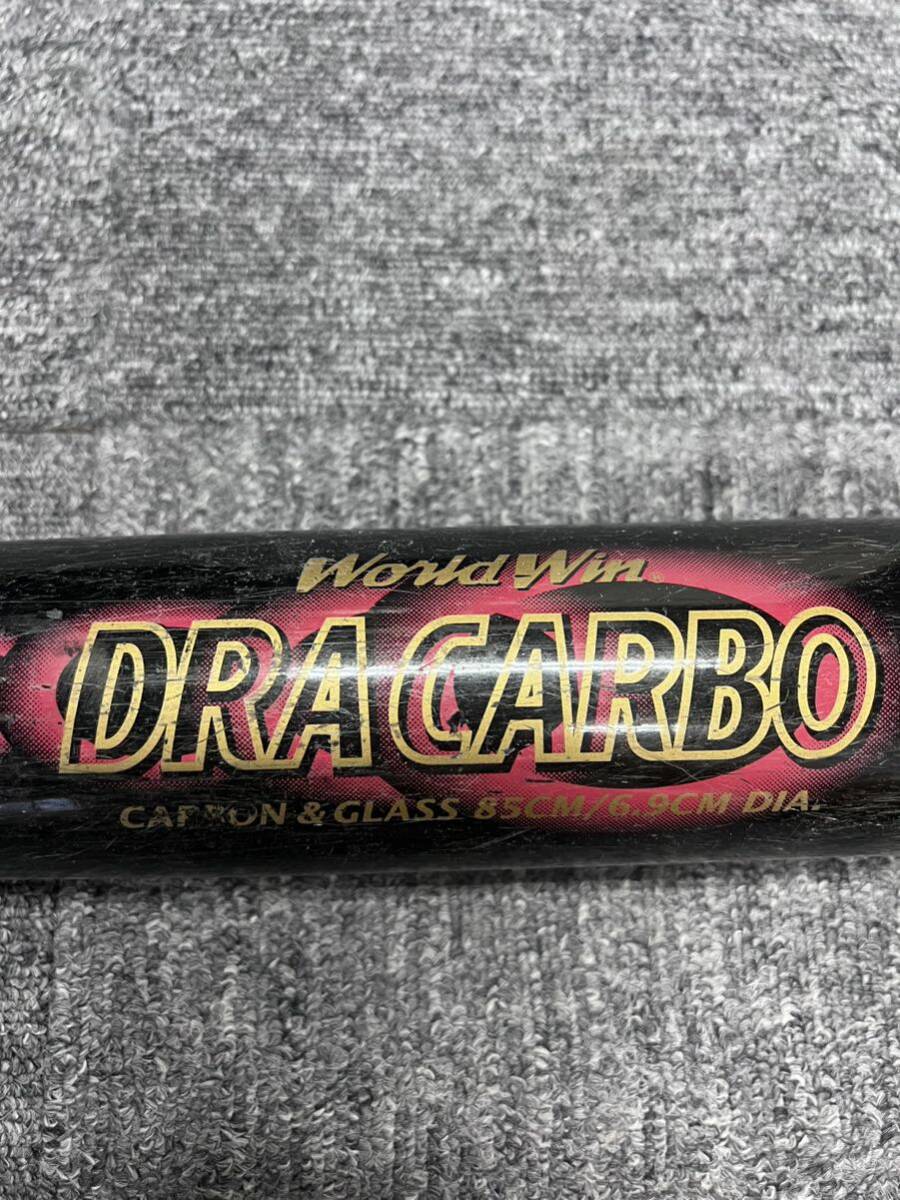 World Win®
DRA CARBO
CARBON & GLASS 85CM/6.9CM DIA.